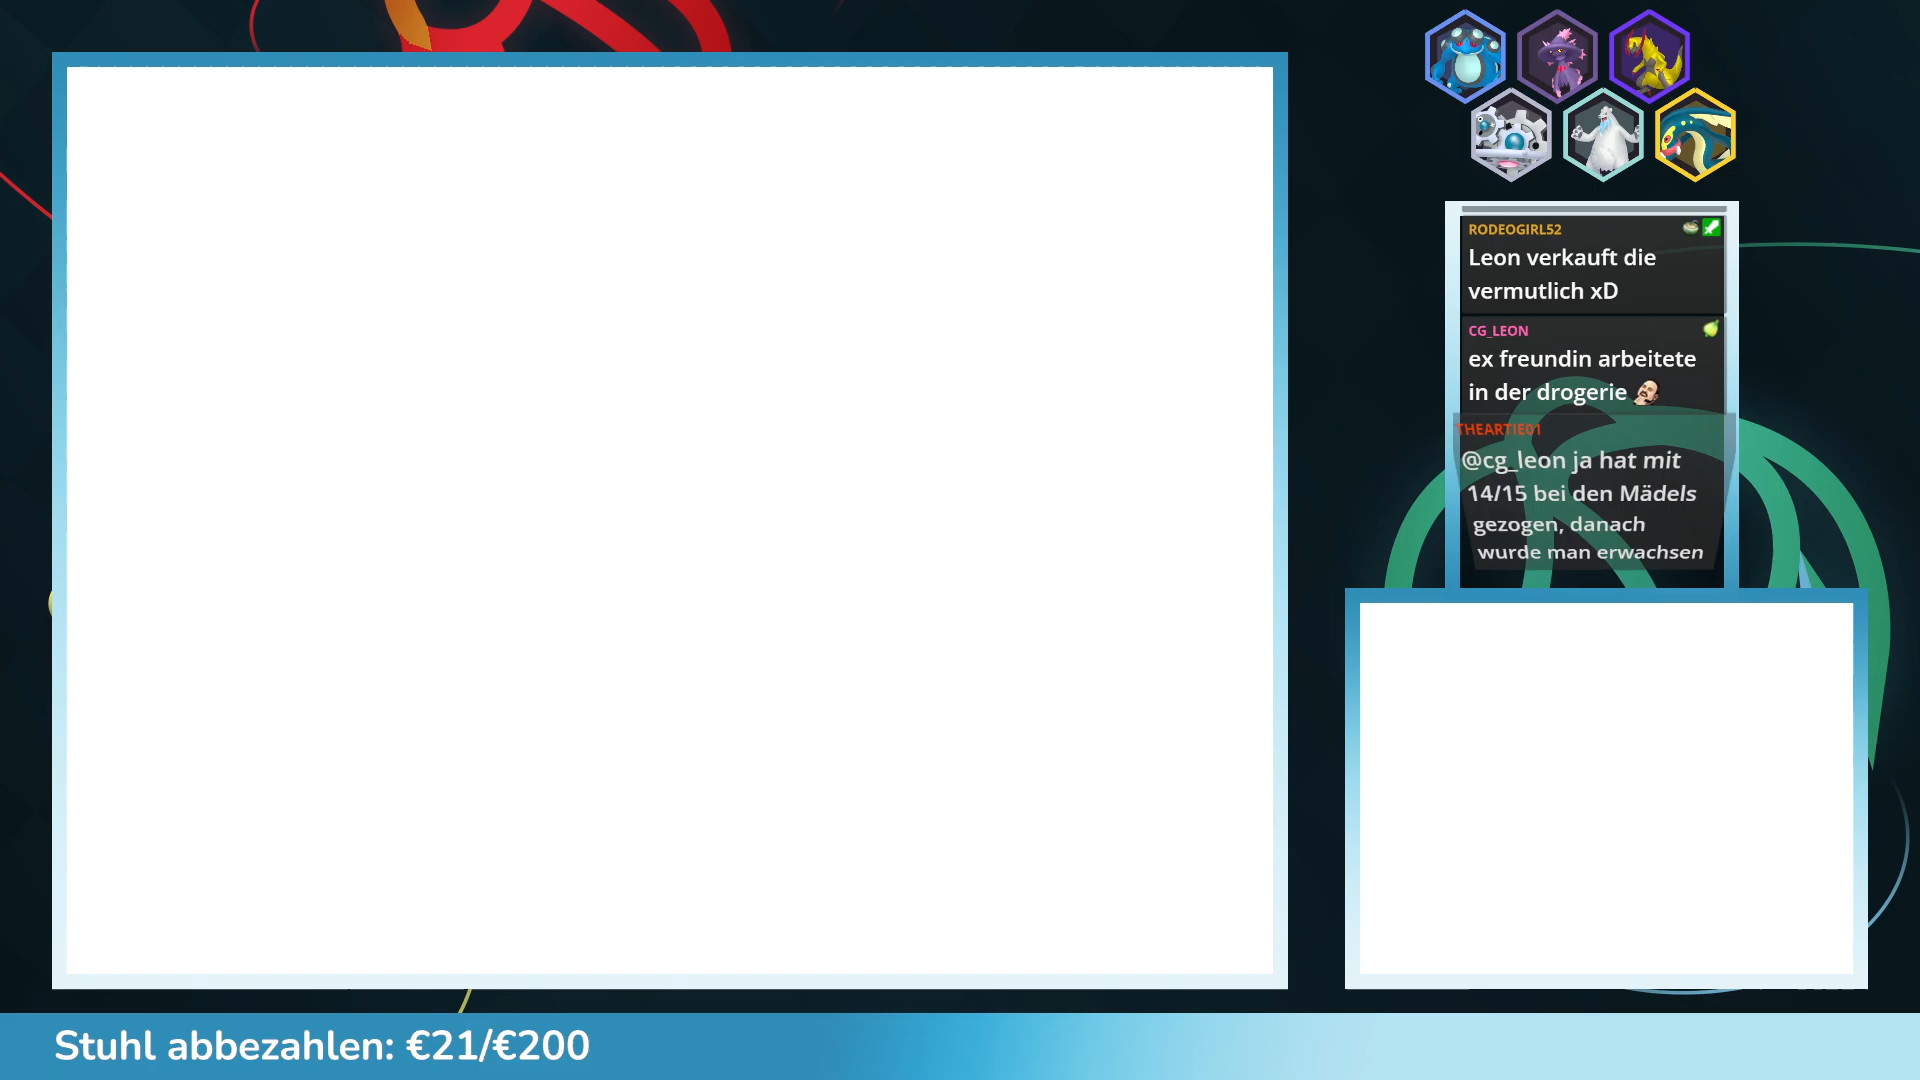 RODEOGIRL52
Leon verkauft die
vermutlich xD
CG_LEON
ex freundin arbeitete
in der drogerie
THEARTIE01
@cg_leon ja hat mit
14/15 bei den Mädels
gezogen, danach
wurde man erwachsen
Stuhl abbezahlen: €21/€200